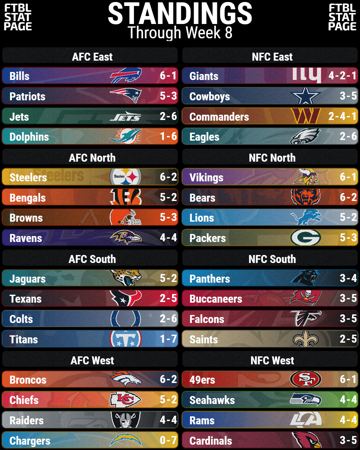 FTBL
STAT
PAGE
STANDINGS
Through Week 8
FTBL
STAT
PAGE
AFC East
Bills 6-1
Patriots 5-3
Jets JETS 2-6
Dolphins 1-6
NFC East
Giants ny 4-2-1
Cowboys 3-5
Commanders 2-4-1
Eagles 2-6
AFC North
Steelers Steelers 6-2
Bengals 5-2
Browns 5-3
Ravens 4-4
NFC North
Vikings 6-1
Bears 6-2
Lions 5-2
Packers G 5-3
AFC South
Jaguars 5-2
Texans 2-5
Colts 2-6
Titans 1-7
NFC South
Panthers 3-4
Buccaneers 3-5
Falcons 3-5
Saints 2-5
AFC West
Broncos 6-2
Chiefs KC 5-2
Raiders 4-4
Chargers 0-7
NFC West
49ers SF 6-1
Seahawks 4-4
Rams LA 4-4
Cardinals 3-5